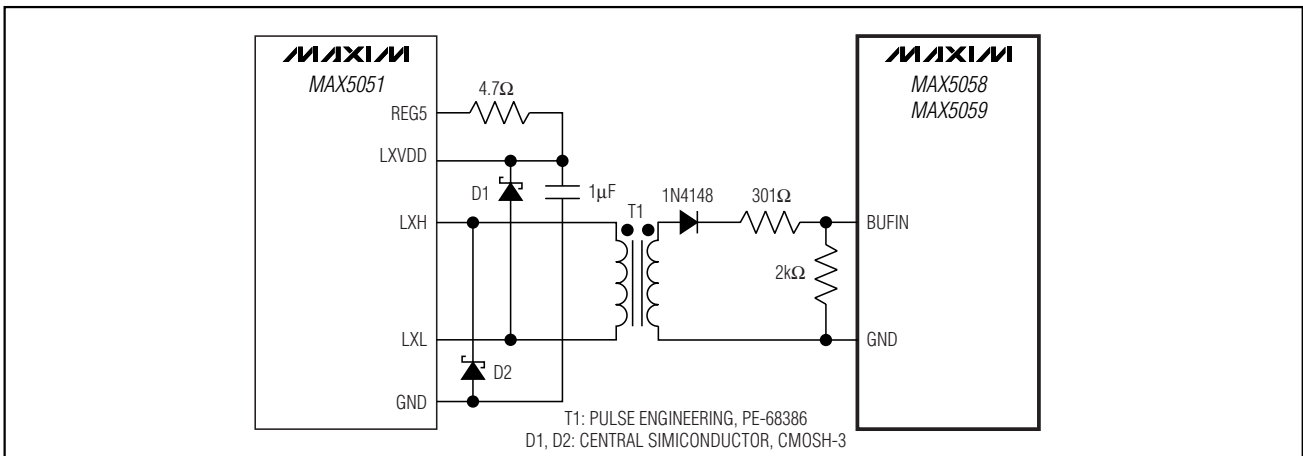 MAXIM
MAX5051
REG5
LXVDD
LXH
LXL
GND
4.7Ω
D1
1µF
D2
T1
1N4148
301Ω
2kΩ
MAXIM
MAX5058
MAX5059
BUFIN
GND
T1: PULSE ENGINEERING, PE-68386
D1, D2: CENTRAL SIMICONDUCTOR, CMOSH-3